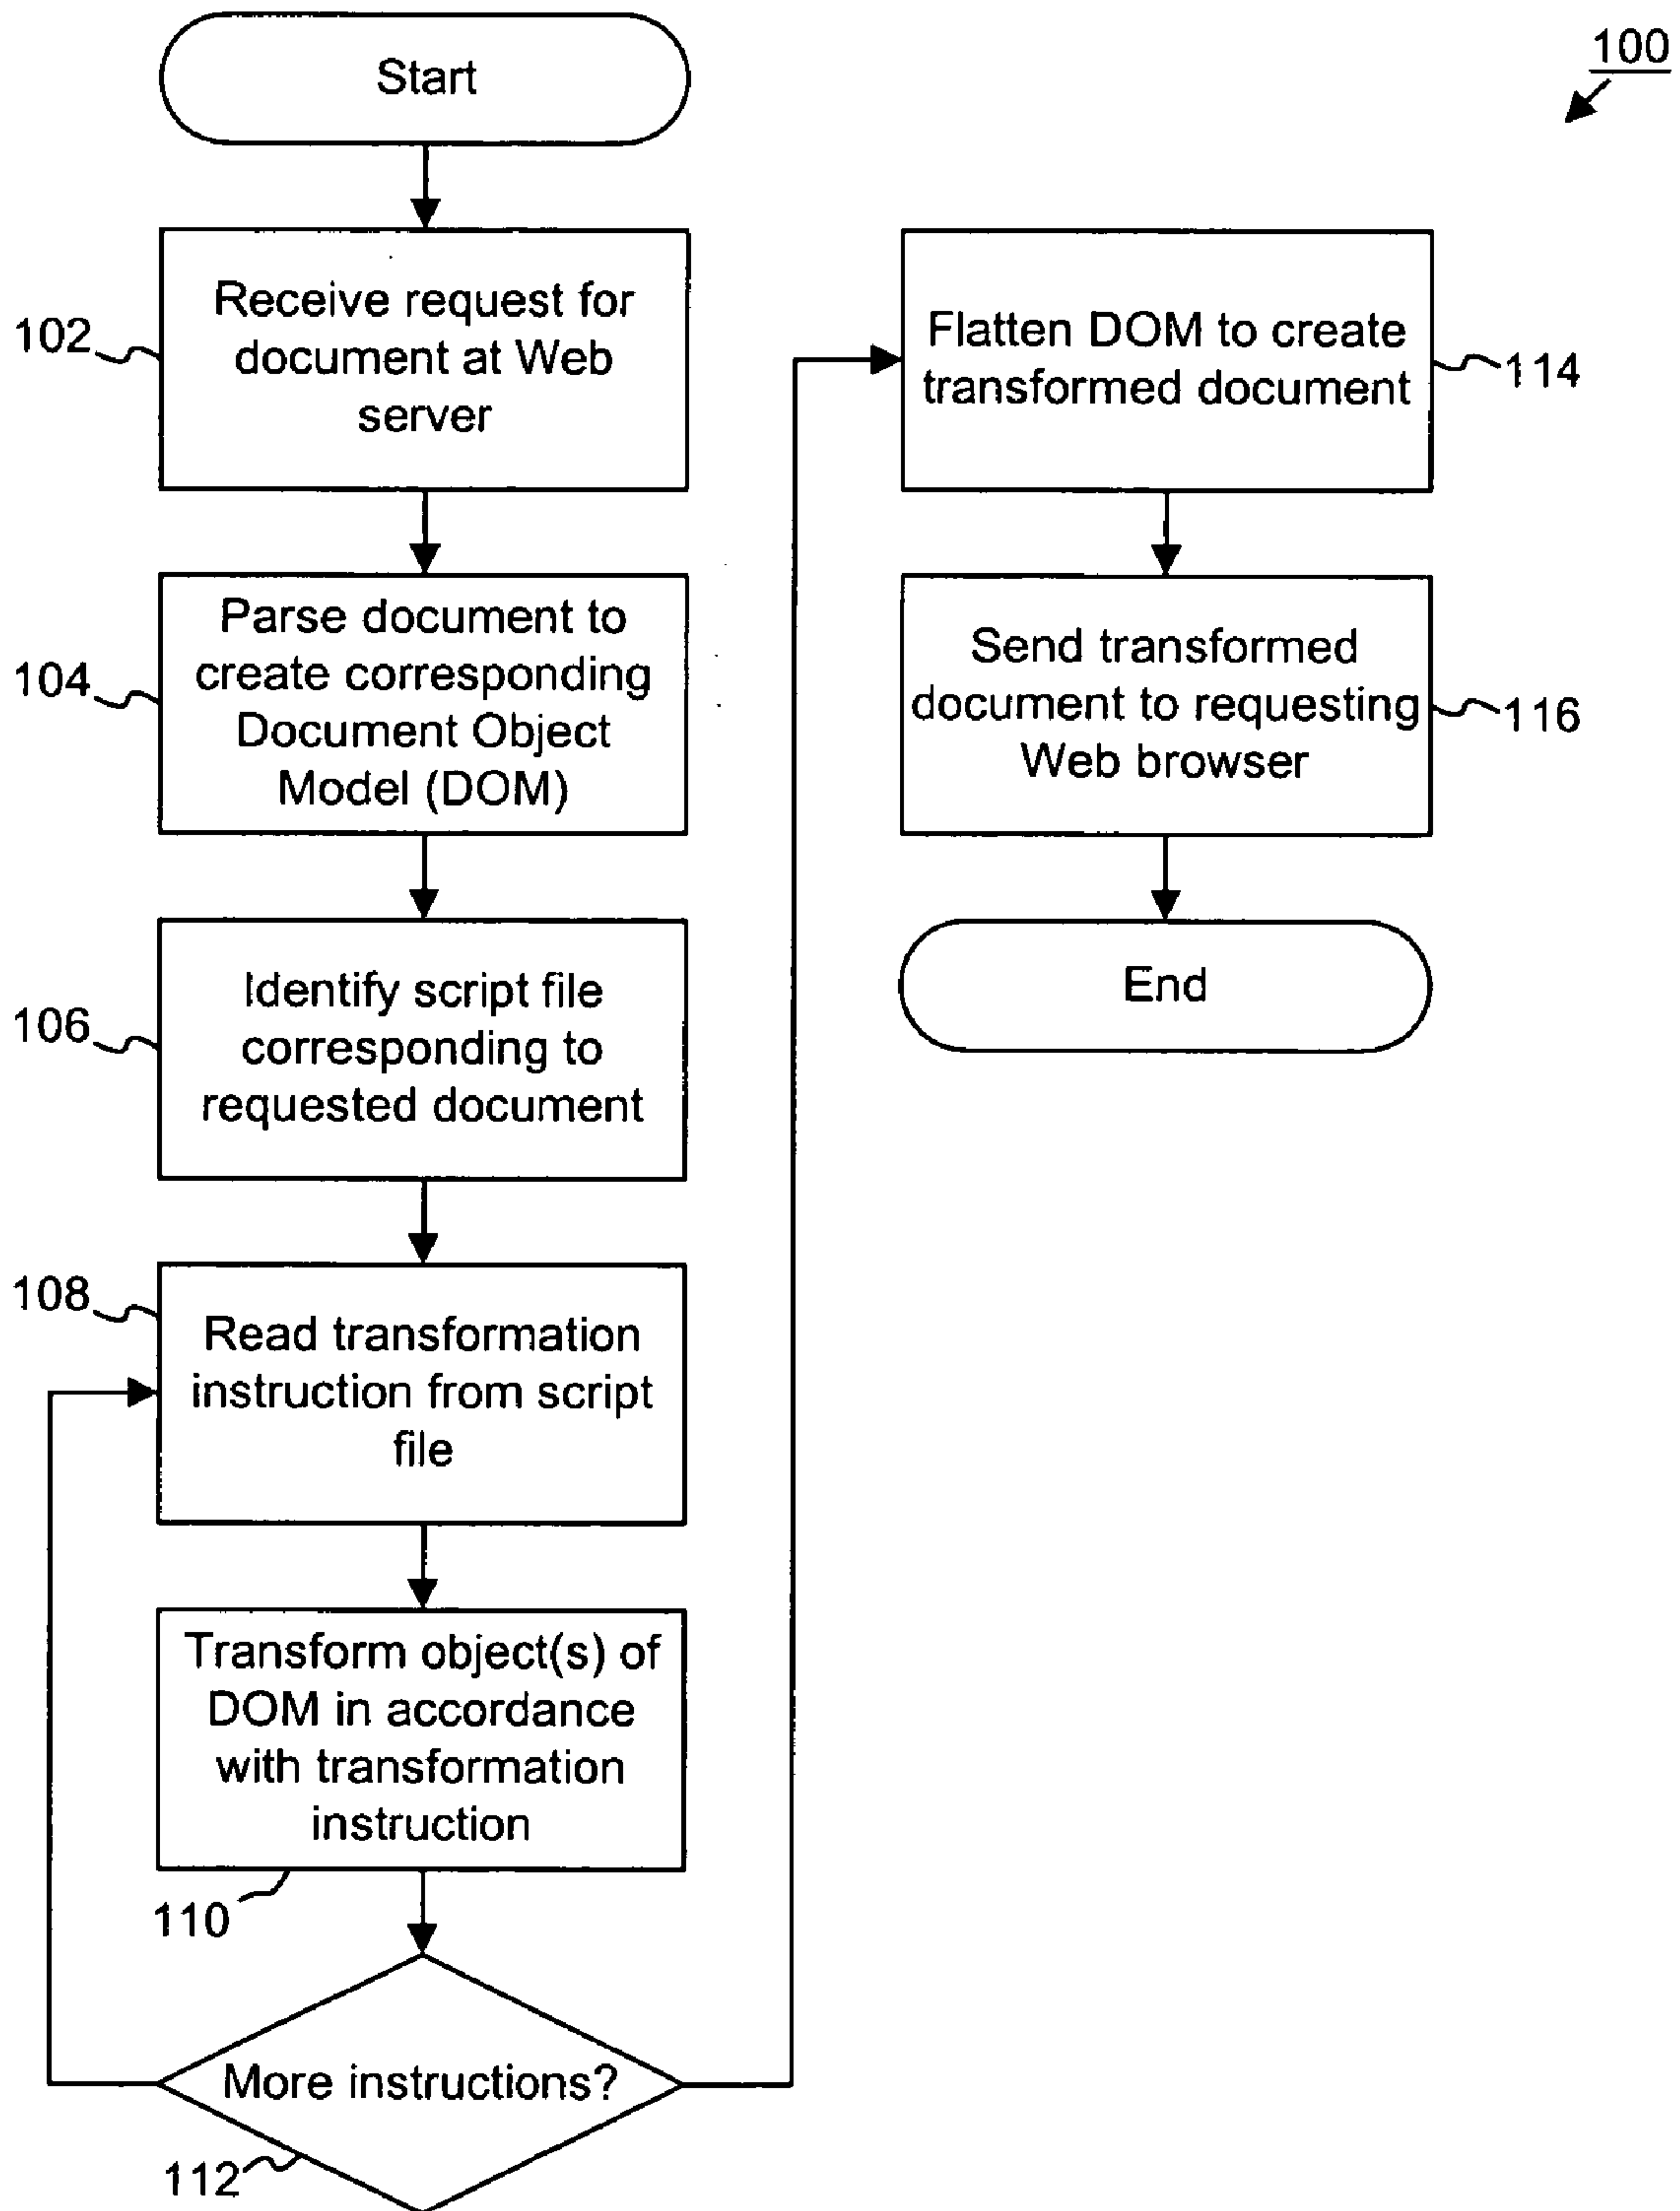 Start
100
102
Receive request for
document at Web
server
104
Parse document to
create corresponding
Document Object
Model (DOM)
106
Identify script file
corresponding to
requested document
108
Read transformation
instruction from script
file
Transform object(s) of
DOM in accordance
with transformation
instruction
110
More instructions?
112
Flatten DOM to create
transformed document
114
Send transformed
document to requesting
Web browser
116
End